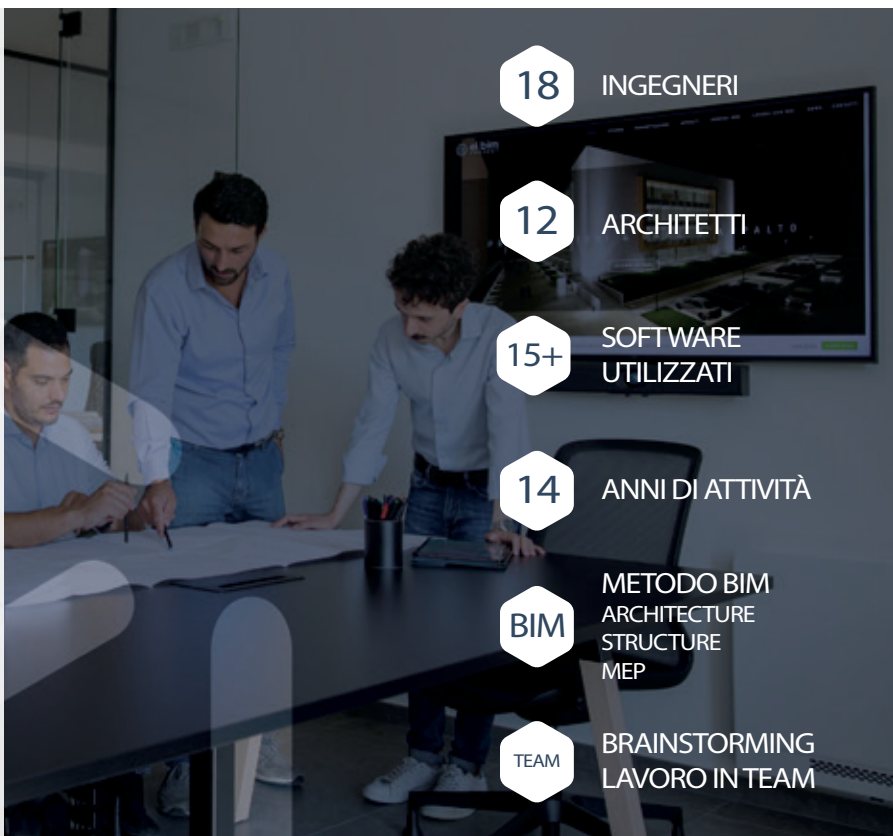 18
INGEGNERI
12
ARCHITETTI
15+
SOFTWARE
UTILIZZATI
14
ANNI DI ATTIVITÀ
BIM
METODO BIM
ARCHITECTURE
STRUCTURE
MEP
TEAM
BRAINSTORMING
LAVORO IN TEAM